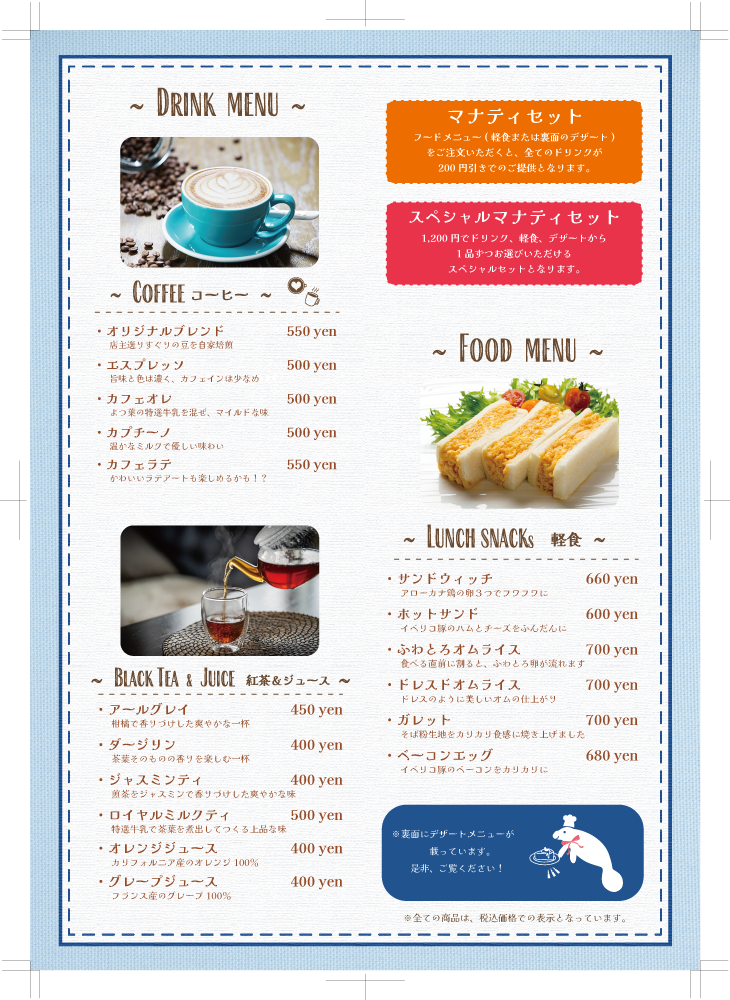 ~ DRINK MENU ~
~ COFFEE コーヒー ~
・オリジナルブレンド 550 yen
店主選りすぐりの豆を自家焙煎
・エスプレッソ 500 yen
旨味と色は濃く、カフェインは少なめ
・カフェオレ 500 yen
よつ葉の特選牛乳を混ぜ、マイルドな味
・カプチーノ 500 yen
温かなミルクで優しい味わい
・カフェラテ 550 yen
かわいいラテアートも楽しめるかも！？
~ BLACK TEA & JUICE 紅茶＆ジュース ~
・アールグレイ 450 yen
柑橘で香りづけした爽やかな一杯
・ダージリン 400 yen
茶葉そのものの香りを楽しむ一杯
・ジャスミンティ 400 yen
煎茶をジャスミンで香りづけした爽やかな味
・ロイヤルミルクティ 500 yen
特選牛乳で茶葉を煮出してつくる上品な味
・オレンジジュース 400 yen
カリフォルニア産のオレンジ 100%
・グレープジュース 400 yen
フランス産のグレープ 100%
マナティセット
フードメニュー ( 軽食または裏面のデザート )
をご注文いただくと、全てのドリンクが
200 円引きでのご提供となります。
スペシャルマナティセット
1,200 円でドリンク、軽食、デザートから
1 品ずつお選びいただける
スペシャルセットとなります。
~ FOOD MENU ~
~ LUNCH SNACKS 軽食 ~
・サンドウィッチ 660 yen
アローカナ鶏の卵３つでフワフワに
・ホットサンド 600 yen
イベリコ豚のハムとチーズをふんだんに
・ふわとろオムライス 700 yen
食べる直前に割ると、ふわとろ卵が流れます
・ドレスドオムライス 700 yen
ドレスのように美しいオムの仕上がり
・ガレット 700 yen
そば粉生地をカリカリ食感に焼き上げました
・ベーコンエッグ 680 yen
イベリコ豚のベーコンをカリカリに
※裏面にデザートメニューが
載っています。
是非、ご覧ください！
※全ての商品は、税込価格での表示となっています。